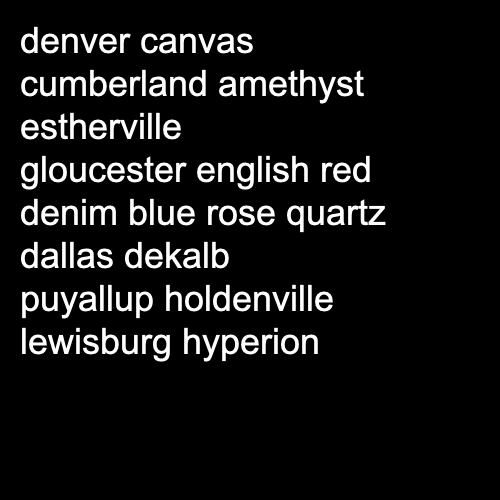 denver canvas
cumberland amethyst
estherville
gloucester english red
denim blue rose quartz
dallas dekalb
puyallup holdenville
lewisburg hyperion